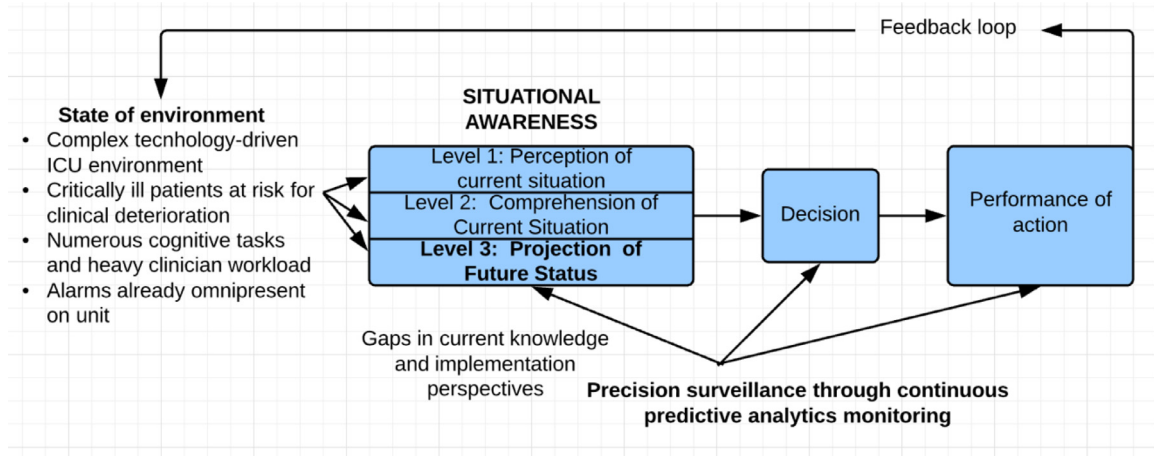 Feedback loop
State of environment
• Complex tecnhology-driven
ICU environment
• Critically ill patients at risk for
clinical deterioration
• Numerous cognitive tasks
and heavy clinician workload
• Alarms already omnipresent
on unit
SITUATIONAL
AWARENESS
Level 1: Perception of
current situation
Level 2:  Comprehension of
Current Situation
Level 3:  Projection  of
Future Status
Decision
Performance of
action
Gaps in current knowledge
and implementation
perspectives
Precision surveillance through continuous
predictive analytics monitoring